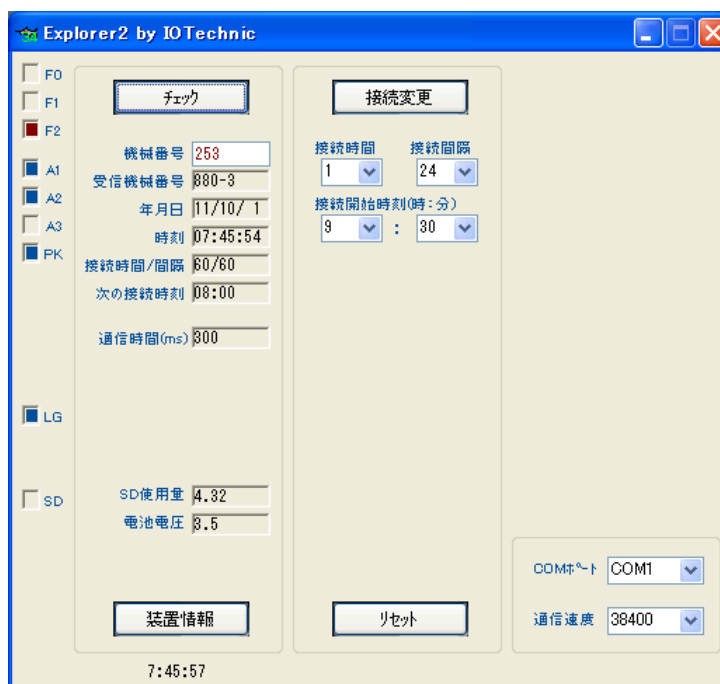 Explorer2 by IOTechnic
F0
F1
F2
A1
A2
A3
PK
LG
SD
チェック
機械番号 253
受信機械番号 880-3
年月日 11/10/ 1
時刻 07:45:54
接続時間/間隔 60/60
次の接続時刻 08:00
通信時間(ms) 300
SD使用量 4.32
電池電圧 3.5
装置情報
7:45:57
接続変更
接続時間 接続間隔
1 24
接続開始時刻(時:分)
9 : 30
リセット
COMポート COM1
通信速度 38400